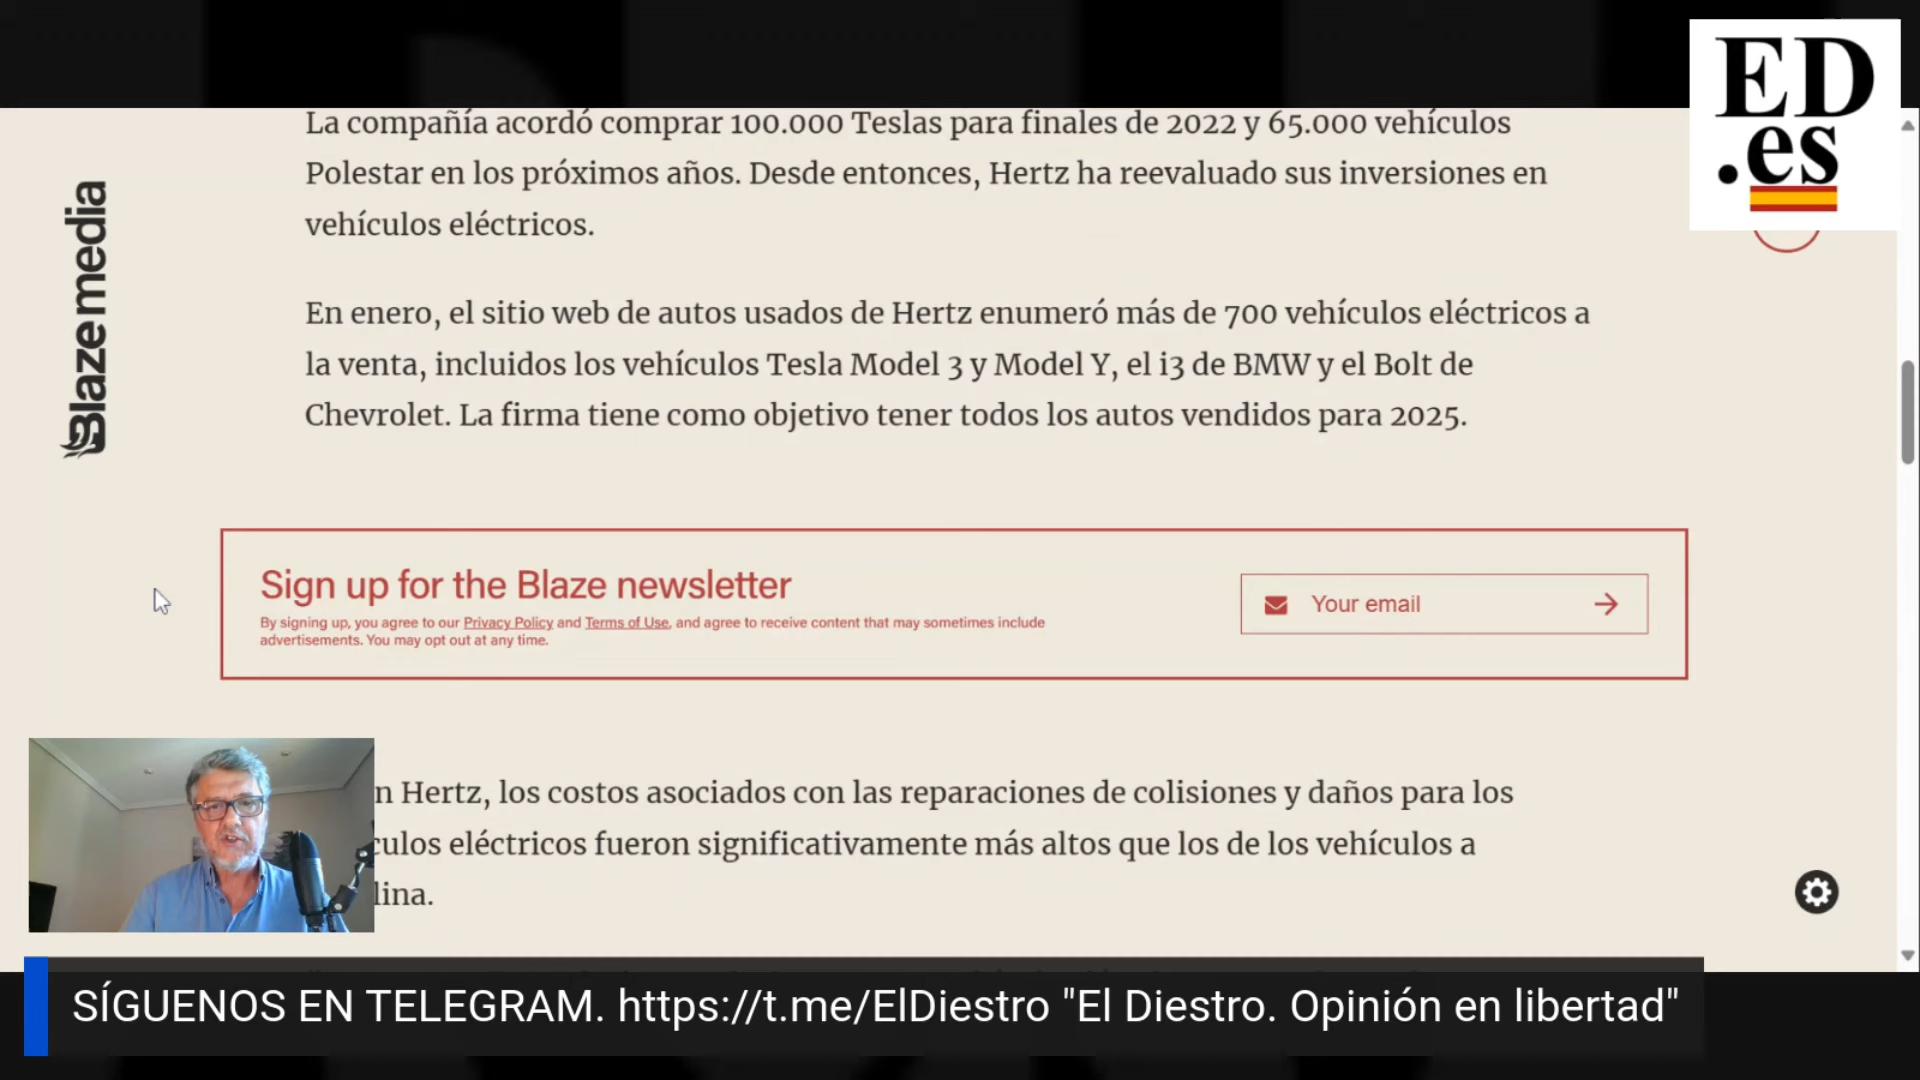 ED
.es
La compañía acordó comprar 100.000 Teslas para finales de 2022 y 65.000 vehículos
Polestar en los próximos años. Desde entonces, Hertz ha reevaluado sus inversiones en
vehículos eléctricos.
Blaze media
En enero, el sitio web de autos usados de Hertz enumeró más de 700 vehículos eléctricos a
la venta, incluidos los vehículos Tesla Model 3 y Model Y, el i3 de BMW y el Bolt de
Chevrolet. La firma tiene como objetivo tener todos los autos vendidos para 2025.
Sign up for the Blaze newsletter
By signing up, you agree to our Privacy Policy and Terms of Use, and agree to receive content that may sometimes include
advertisements. You may opt out at any time.
Your email
n Hertz, los costos asociados con las reparaciones de colisiones y daños para los
culos eléctricos fueron significativamente más altos que los de los vehículos a
lina.
SÍGUENOS EN TELEGRAM. https://t.me/ElDiestro "El Diestro. Opinión en libertad"